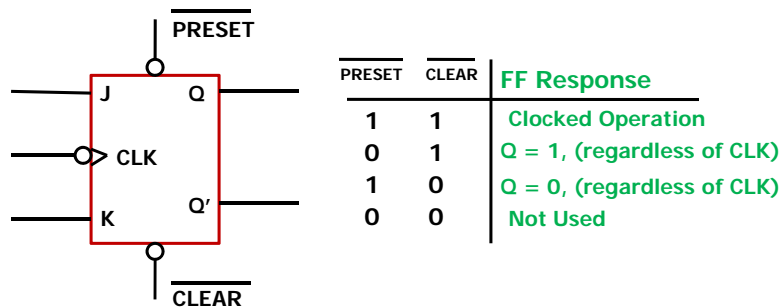 PRESET
J Q
CLK
K Q'
CLEAR
PRESET CLEAR FF Response
1 1 Clocked Operation
0 1 Q = 1, (regardless of CLK)
1 0 Q = 0, (regardless of CLK)
0 0 Not Used